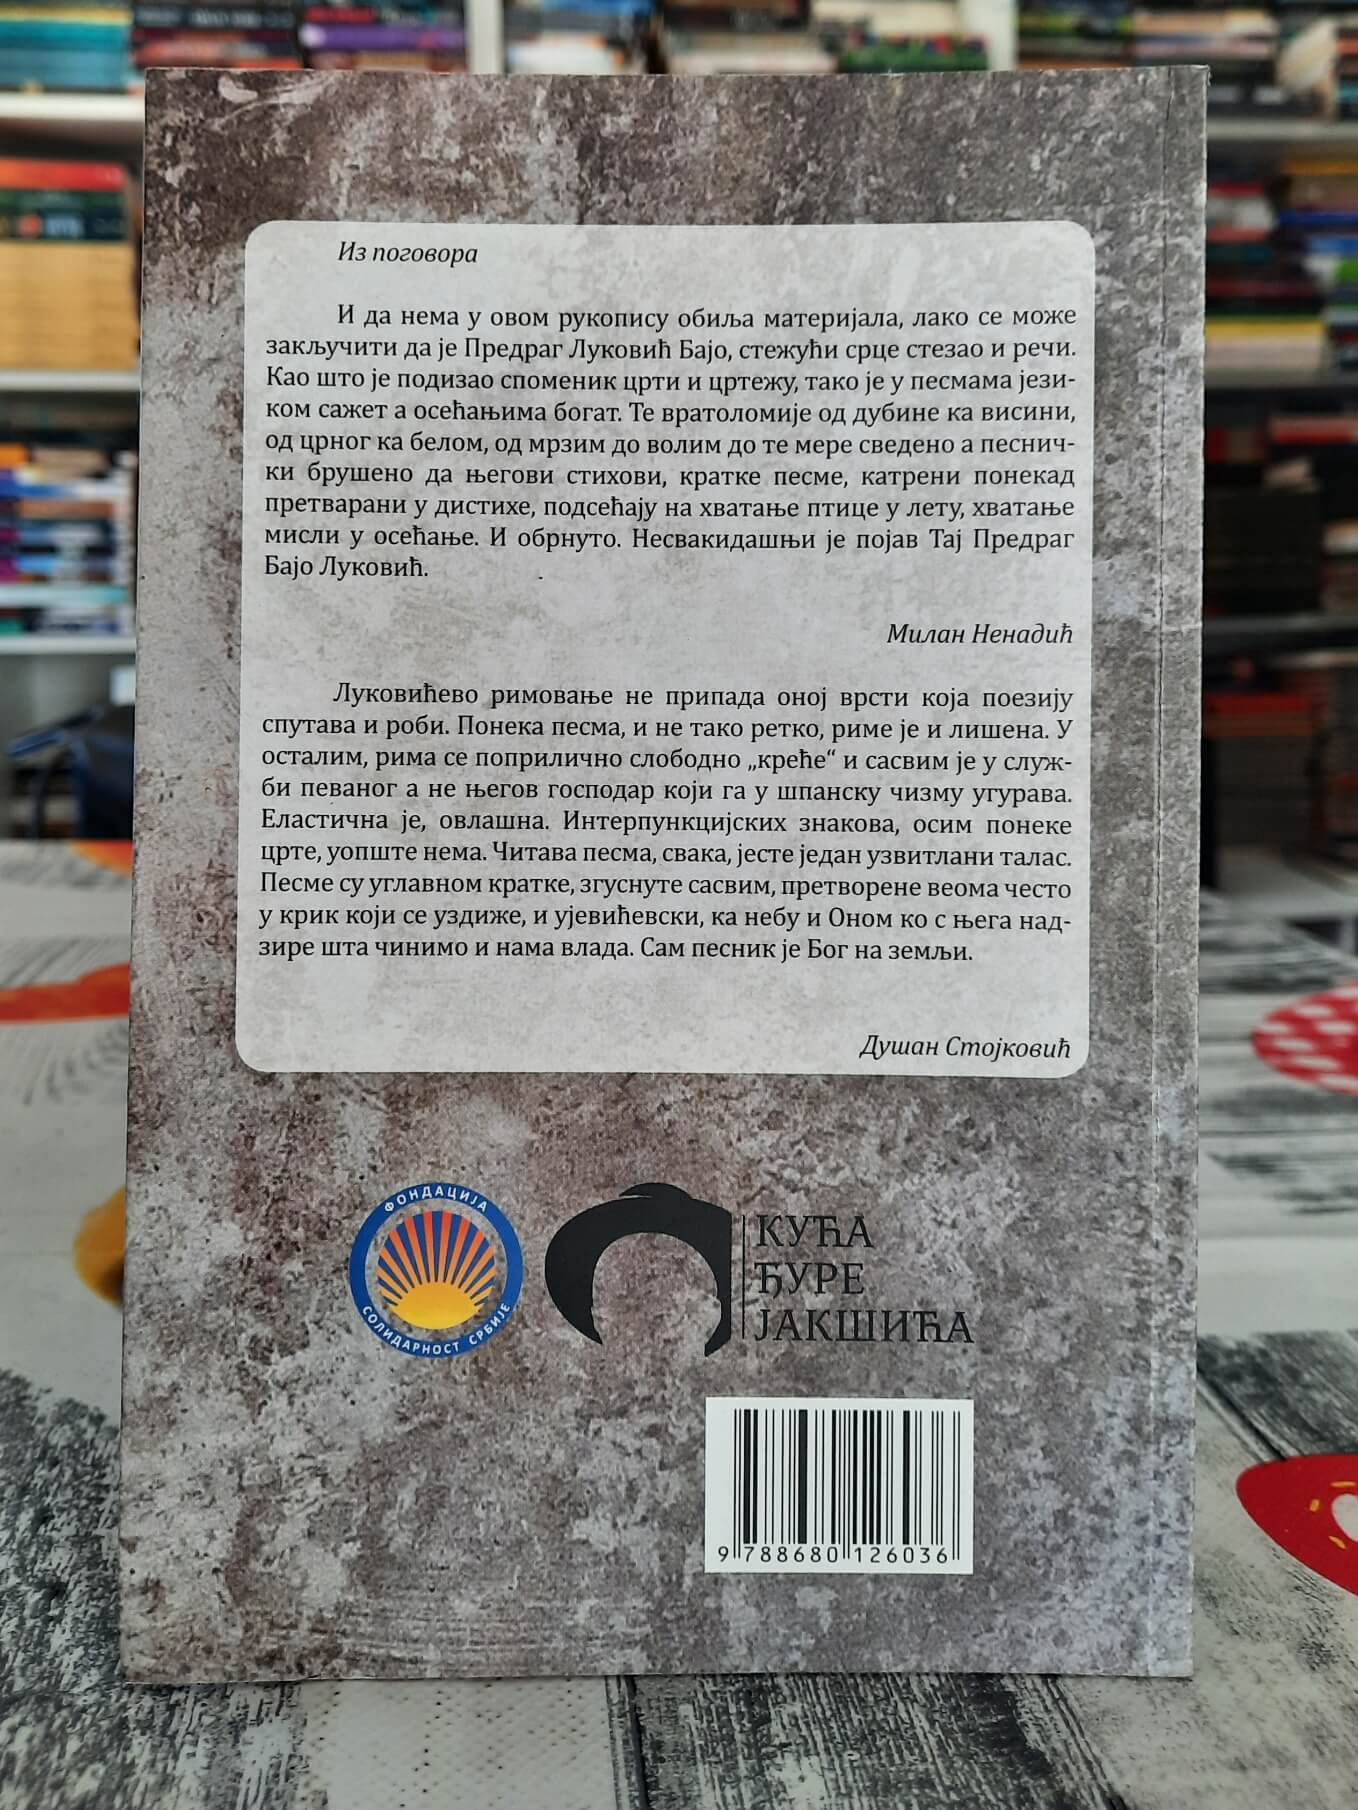 Из поговора
И да нема у овом рукопису обиља материјала, лако се може
закључити да је Предраг Луковић Бајо, стежући срце стезао и речи.
Као што је подизао споменик црти и цртежу, тако је у песмама јези-
ком сажет а осећањима богат. Те вратоломије од дубине ка висини,
од црног ка белом, од мрзим до волим до те мере сведено а песнич-
ки брушено да његови стихови, кратке песме, катрени понекад
претварани у дистихе, подсећају на хватање птице у лету, хватање
мисли у осећање. И обрнуто. Несвакидашњи је појав Тај Предраг
Бајо Луковић.
Милан Ненадић
Луковићево римовање не припада оној врсти која поезију
спутава и роби. Понека песма, и не тако ретко, риме је и лишена. У
осталим, рима се поприлично слободно „креће“ и сасвим је у служ-
би певаног а не његов господар који га у шпанску чизму угурава.
Еластична је, овлашна. Интерпункцијских знакова, осим понеке
црте, уопште нема. Читава песма, свака, јесте један узвитлани талас.
Песме су углавном кратке, згуснуте сасвим, претворене веома често
у крик који се уздиже, и ујевићевски, ка небу и Оном ко с њега над-
зире шта чинимо и нама влада. Сам песник је Бог на земљи.
Душан Стојковић
ФОНДАЦИЈА
СОЛИДАРНОСТ СРБИЈЕ
КУЋА
ЂУРЕ
ЈАКШИЋА
9 788680 126036